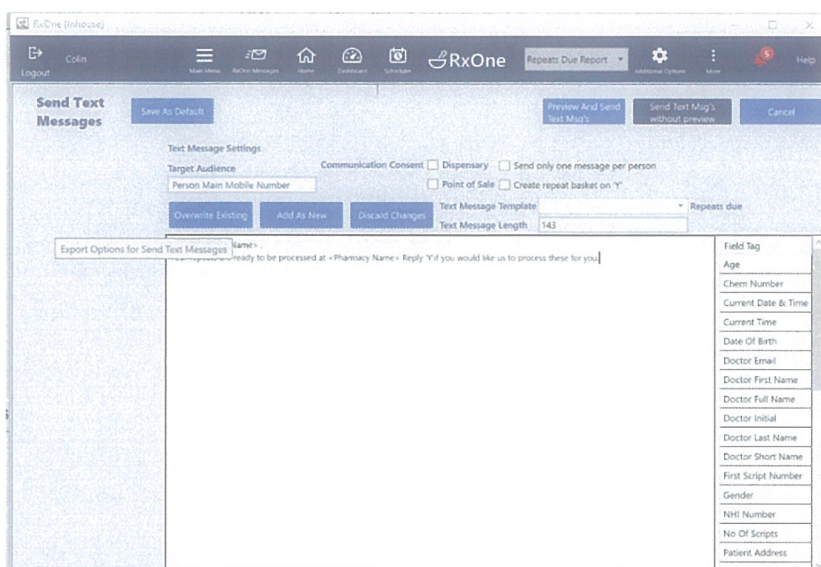 RxOne (Inhouse)
Logout
Colin
Main Menu
RxOne Messages
Home
Dashboard
Scheduler
RxOne
Repeats Due Report
Additional Options
More
5
Help
Send Text
Messages
Save As Default
Preview And Send
Text Msg's
Send Text Msg's
without preview
Cancel
Text Message Settings
Target Audience
Communication Consent
Dispensary
Send only one message per person
Person Main Mobile Number
Point of Sale
Create repeat basket on 'Y'
Overwrite Existing
Add As New
Discard Changes
Text Message Template
Repeats due
Text Message Length
143
Export Options for Send Text Messages
Name> ,
ready to be processed at <Pharmacy Name> Reply 'Y'if you would like us to process these for you.
Field Tag
Age
Chem Number
Current Date & Time
Current Time
Date Of Birth
Doctor Email
Doctor First Name
Doctor Full Name
Doctor Initial
Doctor Last Name
Doctor Short Name
First Script Number
Gender
NHI Number
No Of Scripts
Patient Address